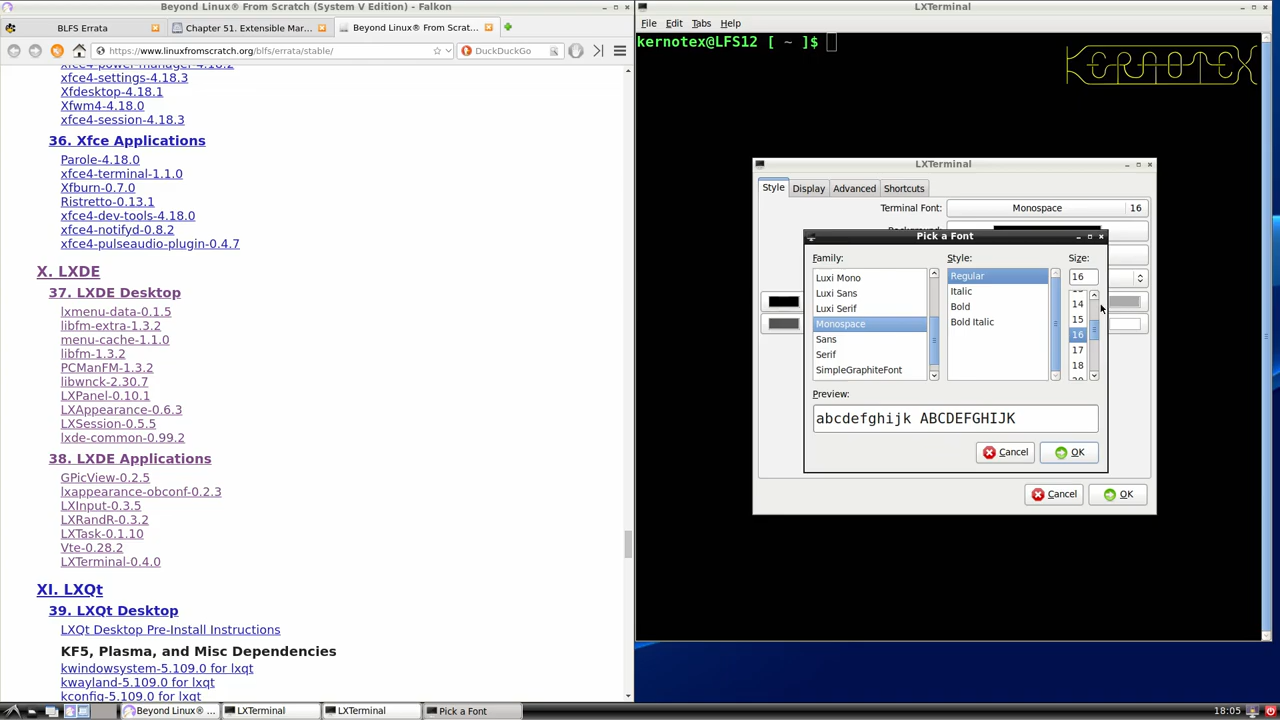 Beyond Linux® From Scratch (System V Edition) - Falkon
BLFS Errata
Chapter 51. Extensible Mar...
Beyond Linux® From Scrat...
https://www.linuxfromscratch.org/blfs/errata/stable/
DuckDuckGo
xfce4-power-manager-4.18.2
xfce4-settings-4.18.3
Xfdesktop-4.18.1
Xfwm4-4.18.0
xfce4-session-4.18.3
36. Xfce Applications
Parole-4.18.0
xfce4-terminal-1.1.0
Xfburn-0.7.0
Ristretto-0.13.1
xfce4-dev-tools-4.18.0
xfce4-notifyd-0.8.2
xfce4-pulseaudio-plugin-0.4.7
X. LXDE
37. LXDE Desktop
lxmenu-data-0.1.5
libfm-extra-1.3.2
menu-cache-1.1.0
libfm-1.3.2
PCManFM-1.3.2
libwnck-2.30.7
LXPanel-0.10.1
LXAppearance-0.6.3
LXSession-0.5.5
lxde-common-0.99.2
38. LXDE Applications
GPicView-0.2.5
lxappearance-obconf-0.2.3
LXInput-0.3.5
LXRandR-0.3.2
LXTask-0.1.10
Vte-0.28.2
LXTerminal-0.4.0
XI. LXQt
39. LXQt Desktop
LXQt Desktop Pre-Install Instructions
KF5, Plasma, and Misc Dependencies
kwindowsystem-5.109.0 for lxqt
kwayland-5.109.0 for lxqt
kconfig-5.109.0 for lxqt
LXTerminal
File Edit Tabs Help
kernotex@LFS12 [ ~ ]$
KERNOTEX
LXTerminal
Style Display Advanced Shortcuts
Terminal Font: Monospace 16
Pick a Font
Family: Style: Size:
Luxi Mono
Luxi Sans
Luxi Serif
Monospace
Sans
Serif
SimpleGraphiteFont
Regular
Italic
Bold
Bold Italic
16
14
15
16
17
18
Preview:
abcdefghijk ABCDEFGHIJK
Cancel OK
Cancel OK
Beyond Linux® ... LXTerminal LXTerminal Pick a Font 18:05